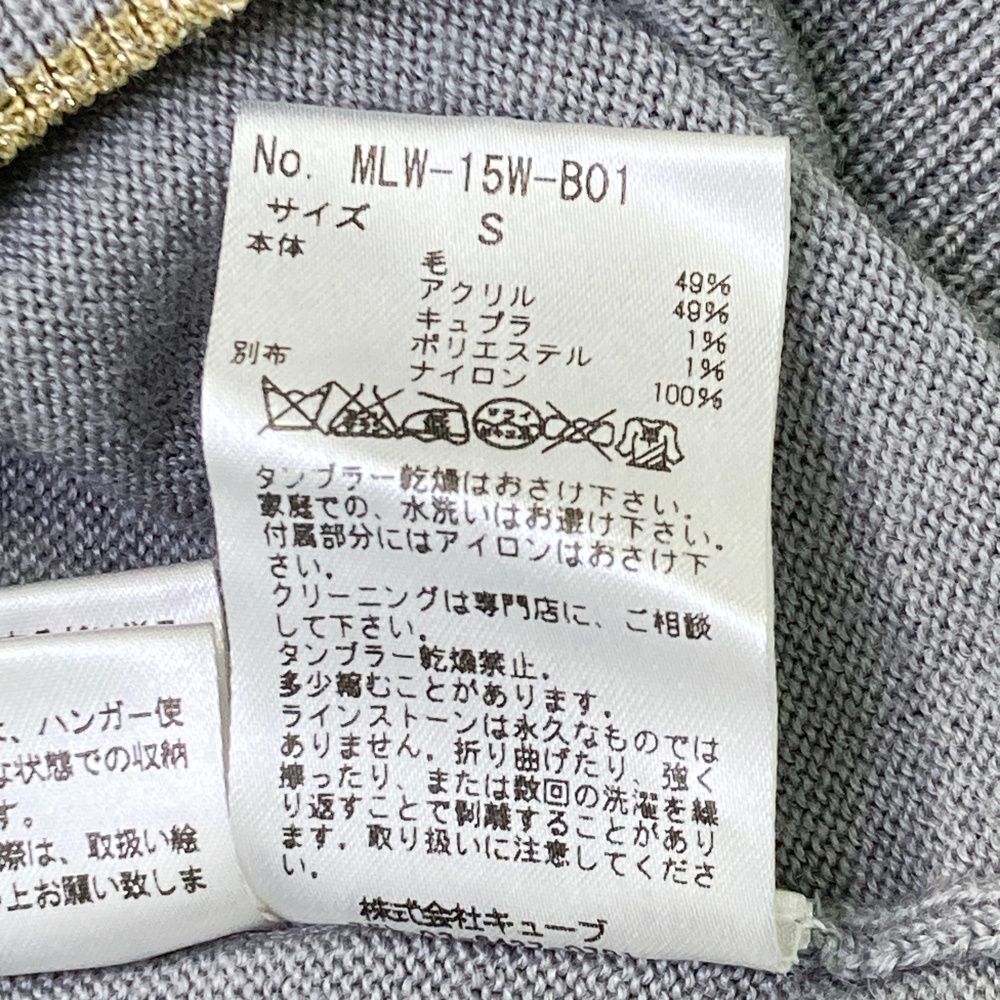 No. MLW-15W-B01
サイズ S
本体
毛 49%
アクリル 49%
キュプラ 1%
ポリエステル 1%
別布 ナイロン 100%
低
タンブラー乾燥はおさけ下さい。
家庭での、水洗いはお避け下さい。
付属部分にはアイロンはおさけ下
さい。
クリーニングは専門店に、ご相談
して下さい。
タンブラー乾燥禁止。
多少縮むことがあります。
ラインストーンは永久なものでは
ありません。折り曲げたり、強く
擦ったり、または数回の洗濯を繰
り返すことで剥離することがあり
ます。取り扱いに注意してくださ
い。
株式会社キューブ
、ハンガー使
な状態での収納
す。
際は、取扱い絵
上お願い致しま